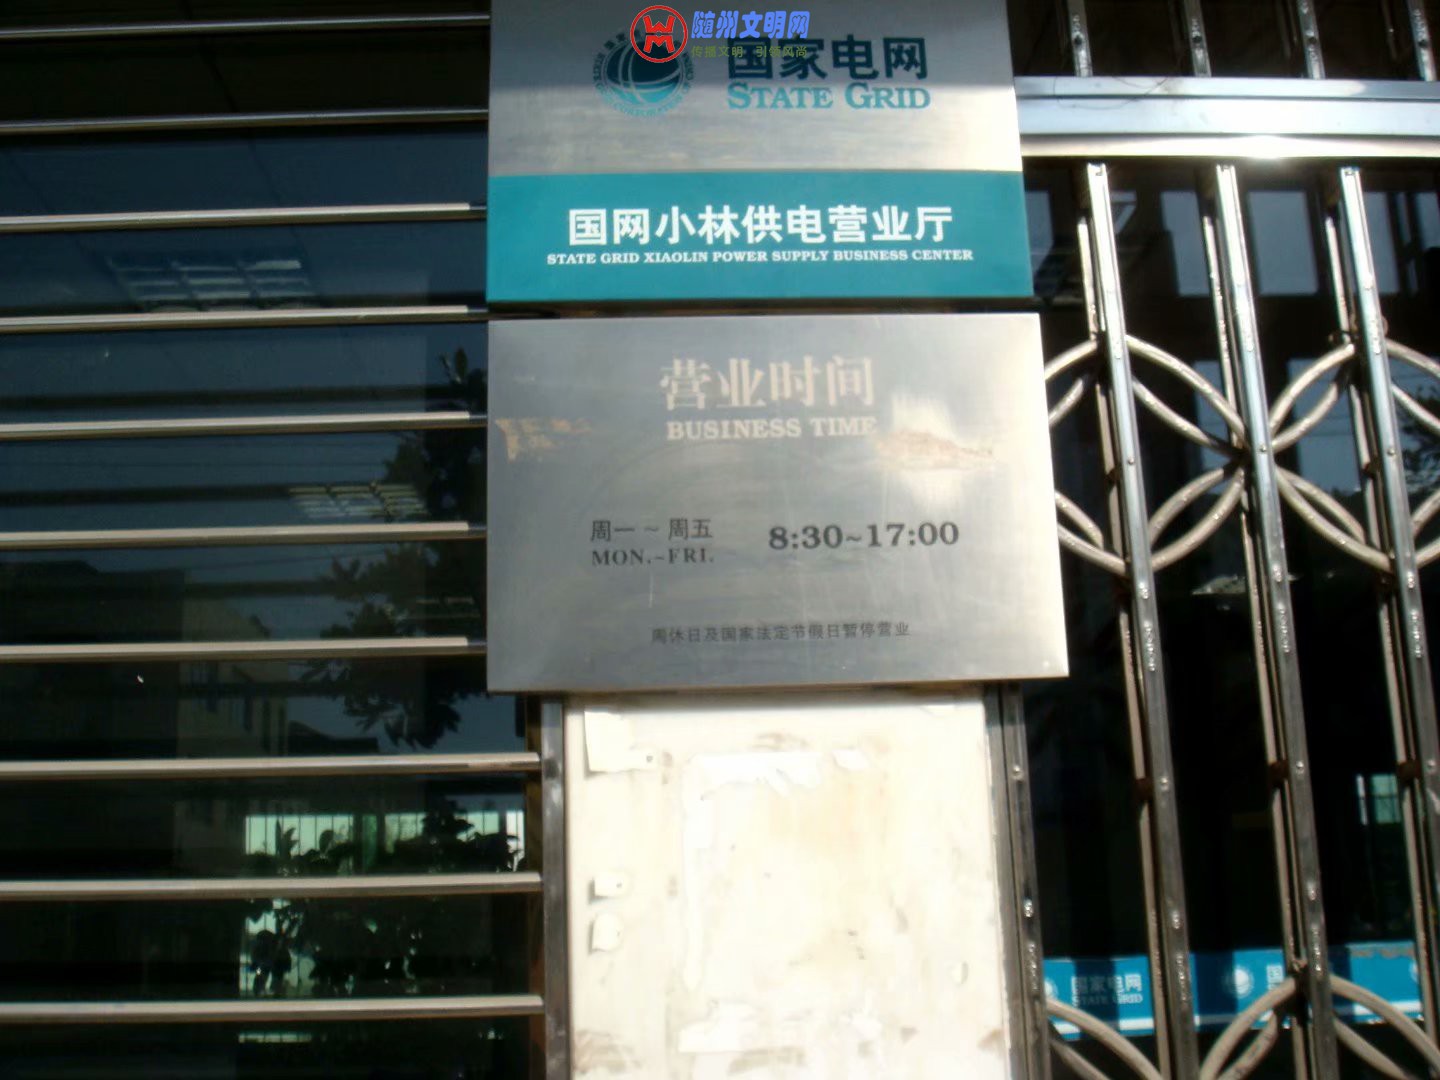 随州文明网
传播文明 引领风尚
国家电网
STATE GRID
国网小林供电营业厅
STATE GRID XIAOLIN POWER SUPPLY BUSINESS CENTER
营业时间
BUSINESS TIME
周一～周五 8:30~17:00
MON.~FRI.
周休日及国家法定节假日暂停营业
国家电网
STATE GRID
国